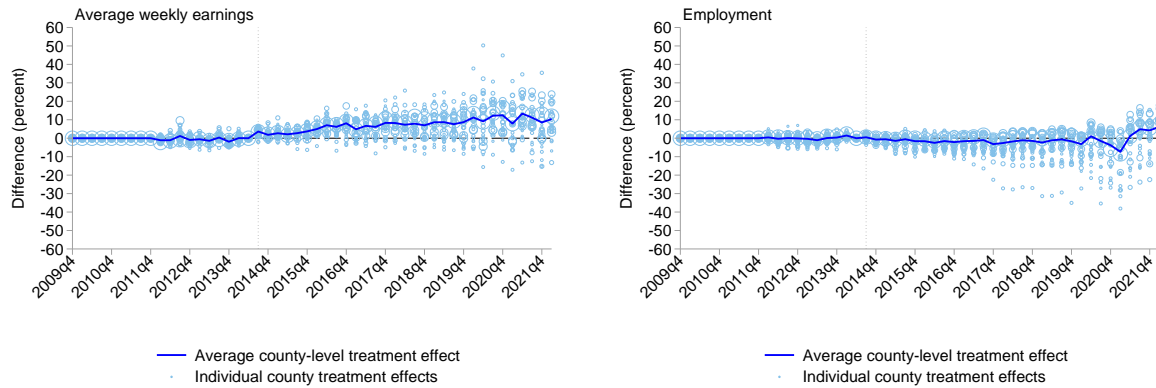 Average weekly earnings
Difference (percent)
60
50
40
30
20
10
0
-10
-20
-30
-40
-50
-60
2009q4
2010q4
2011q4
2012q4
2013q4
2014q4
2015q4
2016q4
2017q4
2018q4
2019q4
2020q4
2021q4
Average county-level treatment effect
Individual county treatment effects
Employment
Difference (percent)
60
50
40
30
20
10
0
-10
-20
-30
-40
-50
-60
2009q4
2010q4
2011q4
2012q4
2013q4
2014q4
2015q4
2016q4
2017q4
2018q4
2019q4
2020q4
2021q4
Average county-level treatment effect
Individual county treatment effects